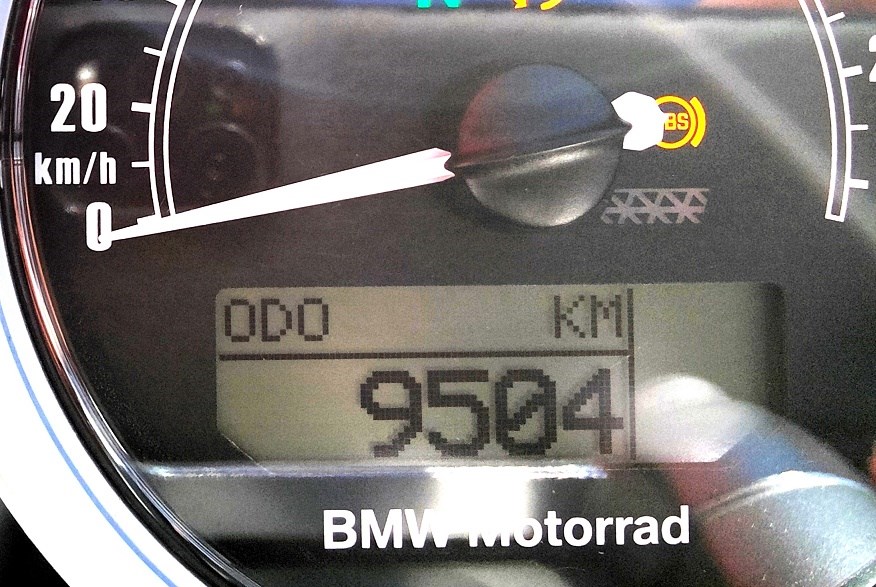 20
km/h
0
ABS
ODO KM
9504
BMW Motorrad